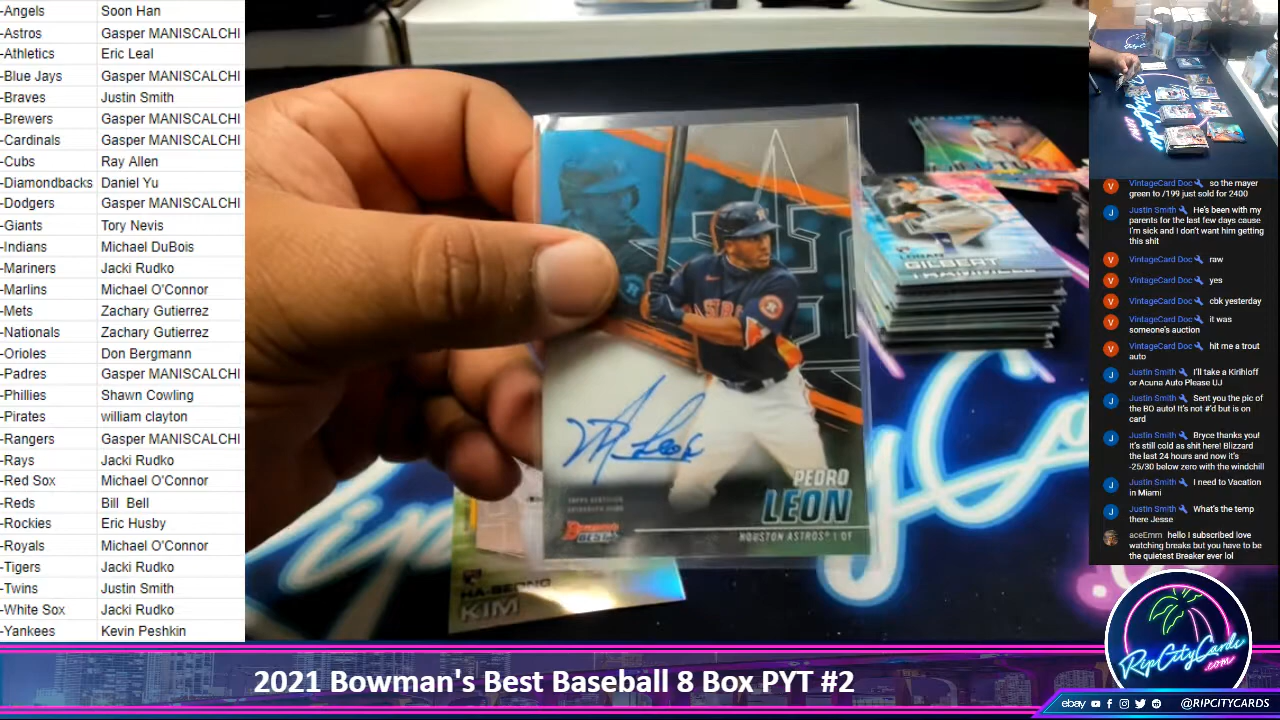 -Angels Soon Han
-Astros Gasper MANISCALCHI
-Athletics Eric Leal
-Blue Jays Gasper MANISCALCHI
-Braves Justin Smith
-Brewers Gasper MANISCALCHI
-Cardinals Gasper MANISCALCHI
-Cubs Ray Allen
-Diamondbacks Daniel Yu
-Dodgers Gasper MANISCALCHI
-Giants Tory Nevis
-Indians Michael DuBois
-Mariners Jacki Rudko
-Marlins Michael O'Connor
-Mets Zachary Gutierrez
-Nationals Zachary Gutierrez
-Orioles Don Bergmann
-Padres Gasper MANISCALCHI
-Phillies Shawn Cowling
-Pirates william clayton
-Rangers Gasper MANISCALCHI
-Rays Jacki Rudko
-Red Sox Michael O'Connor
-Reds Bill Bell
-Rockies Eric Husby
-Royals Michael O'Connor
-Tigers Jacki Rudko
-Twins Justin Smith
-White Sox Jacki Rudko
-Yankees Kevin Peshkin
LOGAN
GILBERT
TRAMMELL
ASTROS
PEDRO
LEON
HOUSTON ASTROS | OF
TOPPS CERTIFIED
AUTOGRAPH ISSUE
BOWMAN'S
BEST
HA-SEONG
KIM
VintageCard Doc so the mayer
green to /199 just sold for 2400
Justin Smith He's been with my
parents for the last few days cause
I'm sick and I don't want him getting
this shit
VintageCard Doc raw
VintageCard Doc yes
VintageCard Doc cbk yesterday
VintageCard Doc it was
someone's auction
VintageCard Doc hit me a trout
auto
Justin Smith I'll take a Kirihloff
or Acuna Auto Please UJ
Justin Smith Sent you the pic of
the BO auto! It's not #'d but is on
card
Justin Smith Bryce thanks you!
it's still cold as shit here! Blizzard
the last 24 hours and now it's
-25/30 below zero with the windchill
Justin Smith I need to Vacation
in Miami
Justin Smith What's the temp
there Jesse
aceEmm hello I subscribed love
watching breaks but you have to be
the quietest Breaker ever lol
RipCityCards
.com
2021 Bowman's Best Baseball 8 Box PYT #2
ebay @RIPCITYCARDS